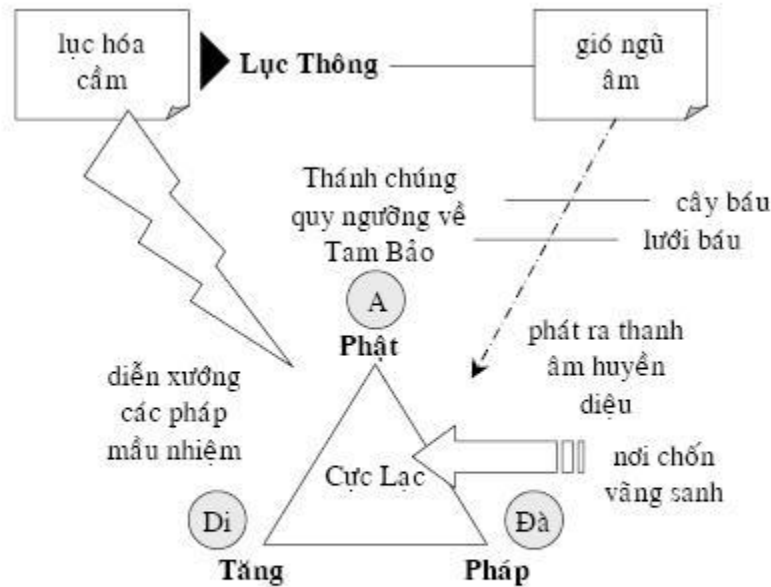 lục hóa
cầm
Lục Thông
gió ngũ
âm
Thánh chúng
quy ngưỡng về
Tam Bảo
cây báu
lưới báu
A
Phật
phát ra thanh
âm huyền
diệu
diễn xướng
các pháp
mầu nhiệm
Cực Lạc
nơi chốn
vãng sanh
Di
Đà
Tăng
Pháp